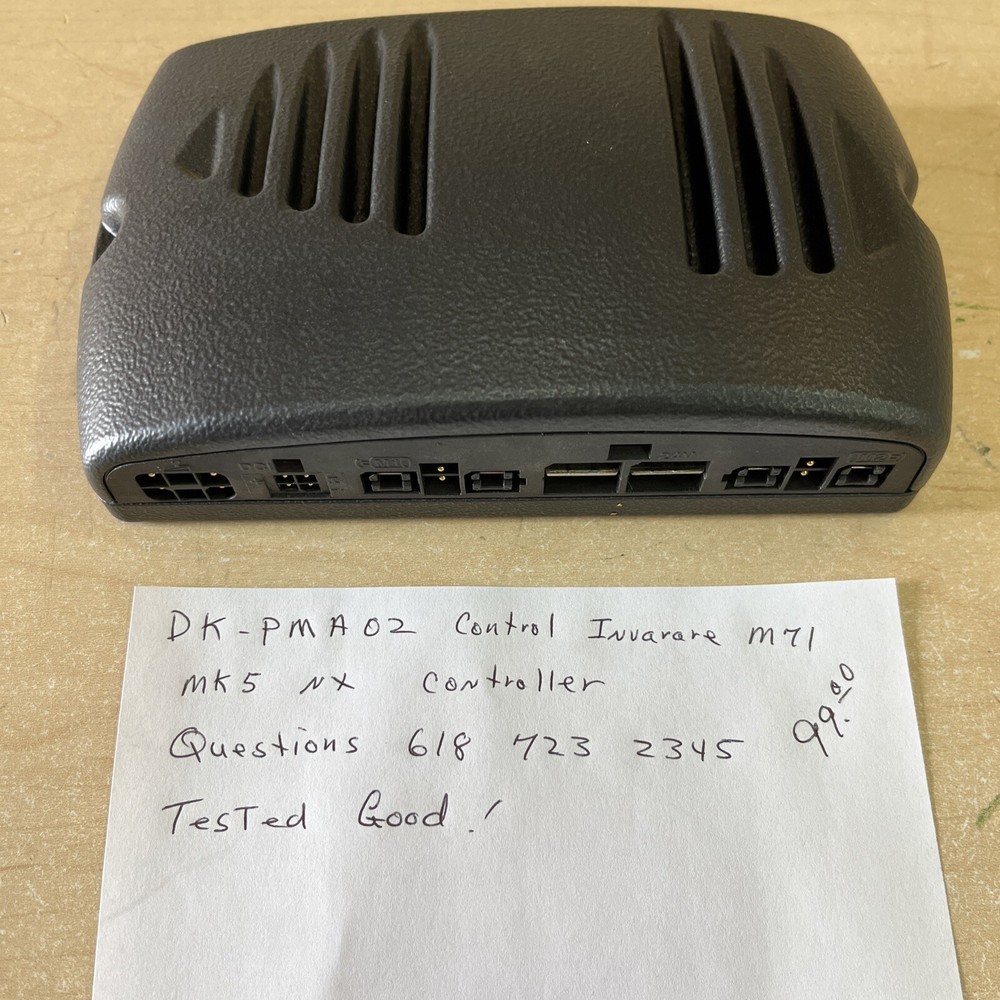 DK-PMA02 Control Invarare M71
MK5 NX Controller
99.00
Questions 618 723 2345
Tested Good!